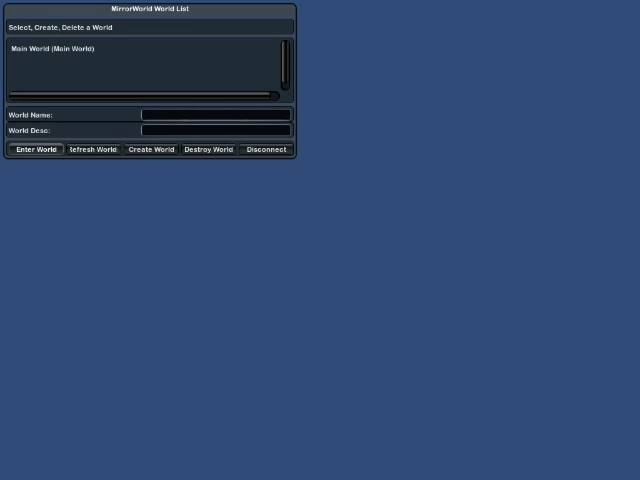 MirrorWorld World List
Select, Create, Delete a World
Main World (Main World)
World Name:
World Desc:
Enter World Refresh World Create World Destroy World Disconnect